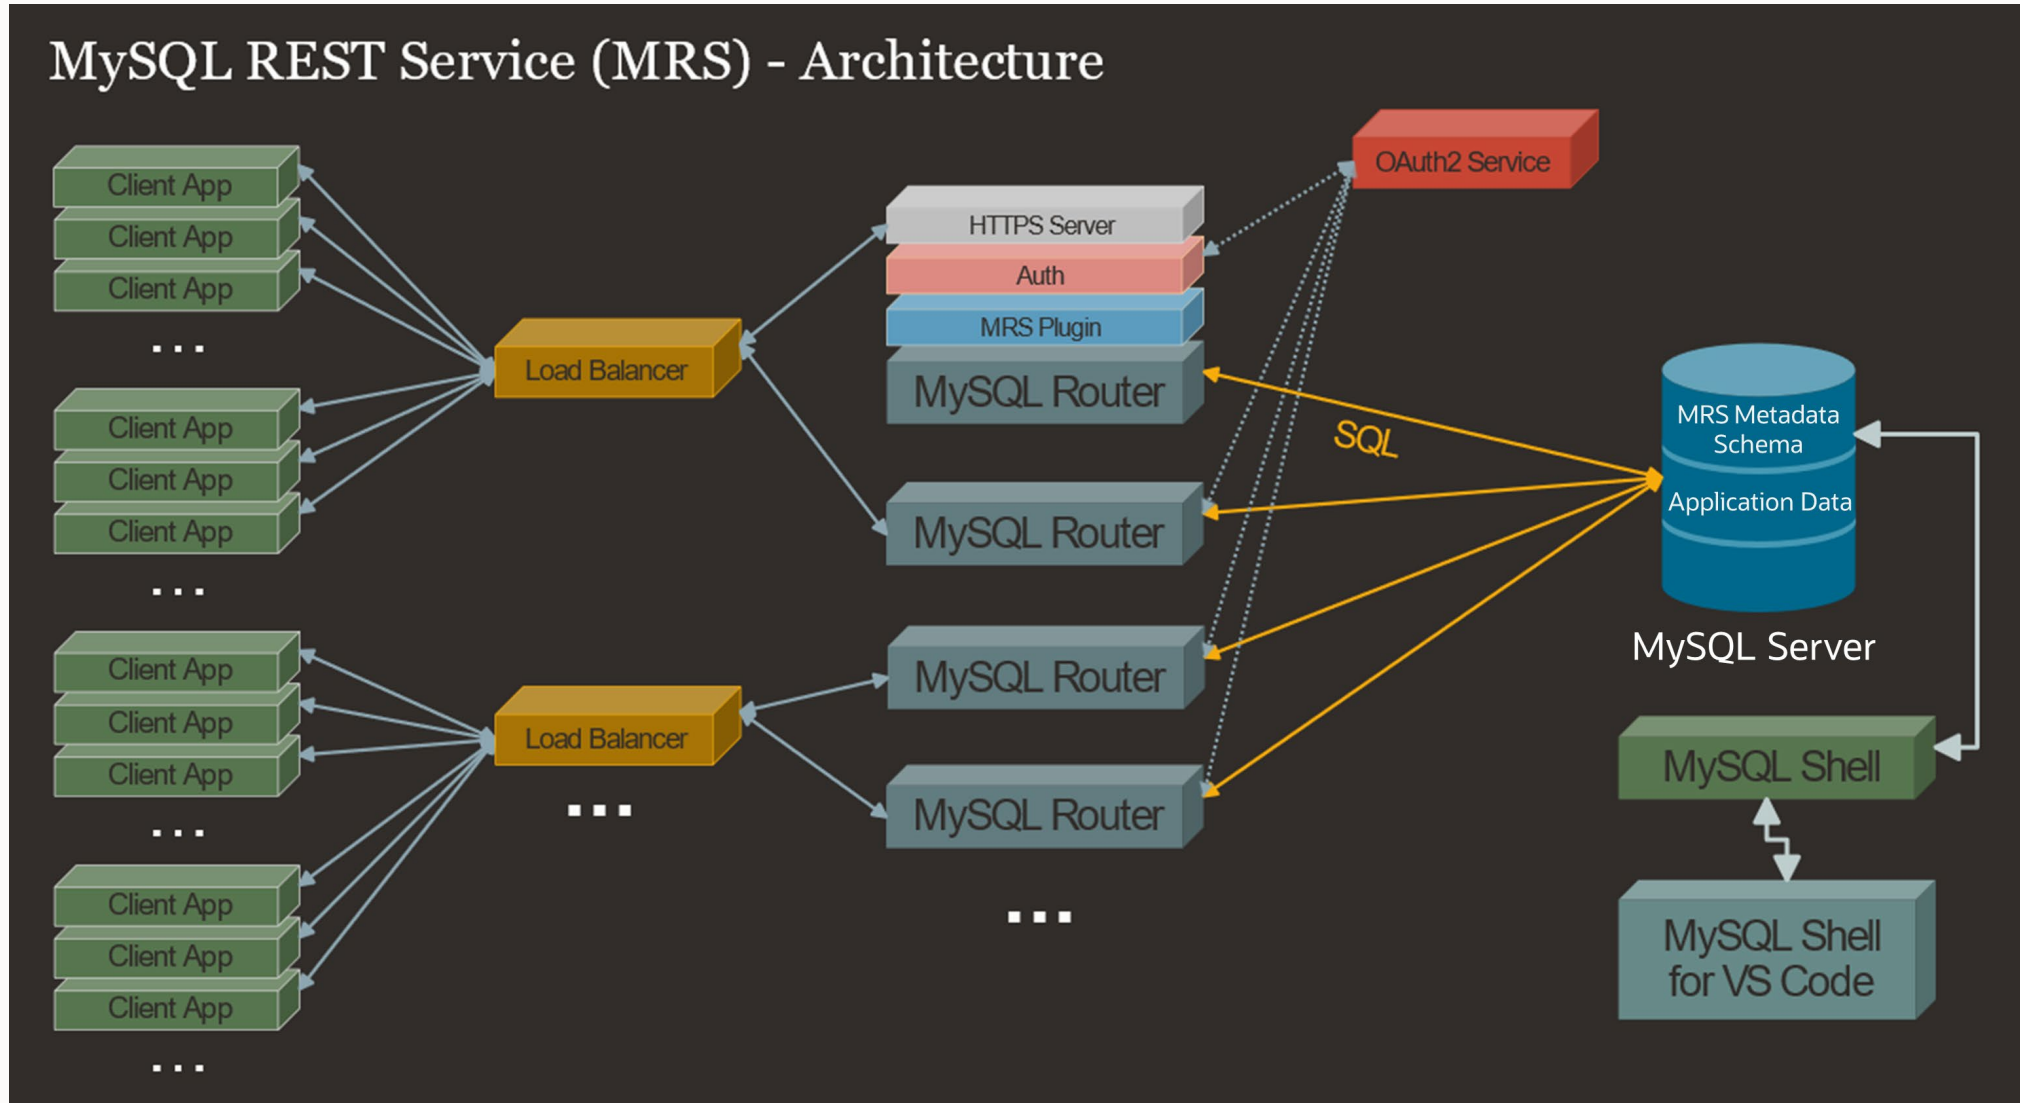 MySQL REST Service (MRS) - Architecture
Client App
Client App
Client App
...
Client App
Client App
Client App
...
Client App
Client App
Client App
...
Client App
Client App
Client App
...
Load Balancer
Load Balancer
...
HTTPS Server
Auth
MRS Plugin
MySQL Router
MySQL Router
MySQL Router
MySQL Router
...
OAuth2 Service
SQL
MRS Metadata
Schema
Application Data
MySQL Server
MySQL Shell
MySQL Shell
for VS Code